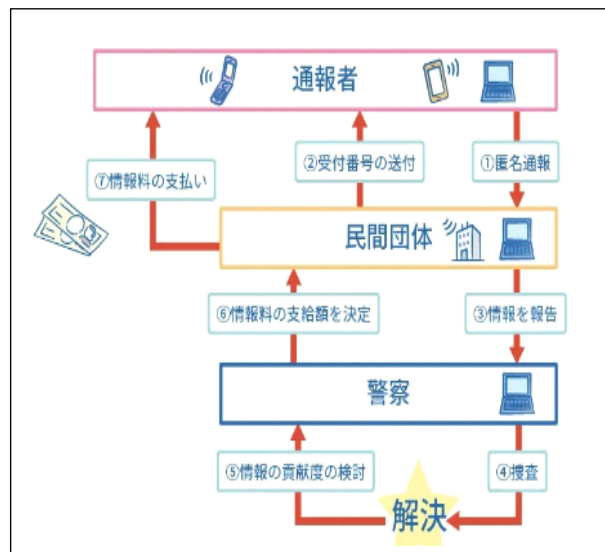 通報者
⑦情報料の支払い
②受付番号の送付
①匿名通報
民間団体
⑥情報料の支給額を決定
③情報を報告
警察
⑤情報の貢献度の検討
④捜査
解決